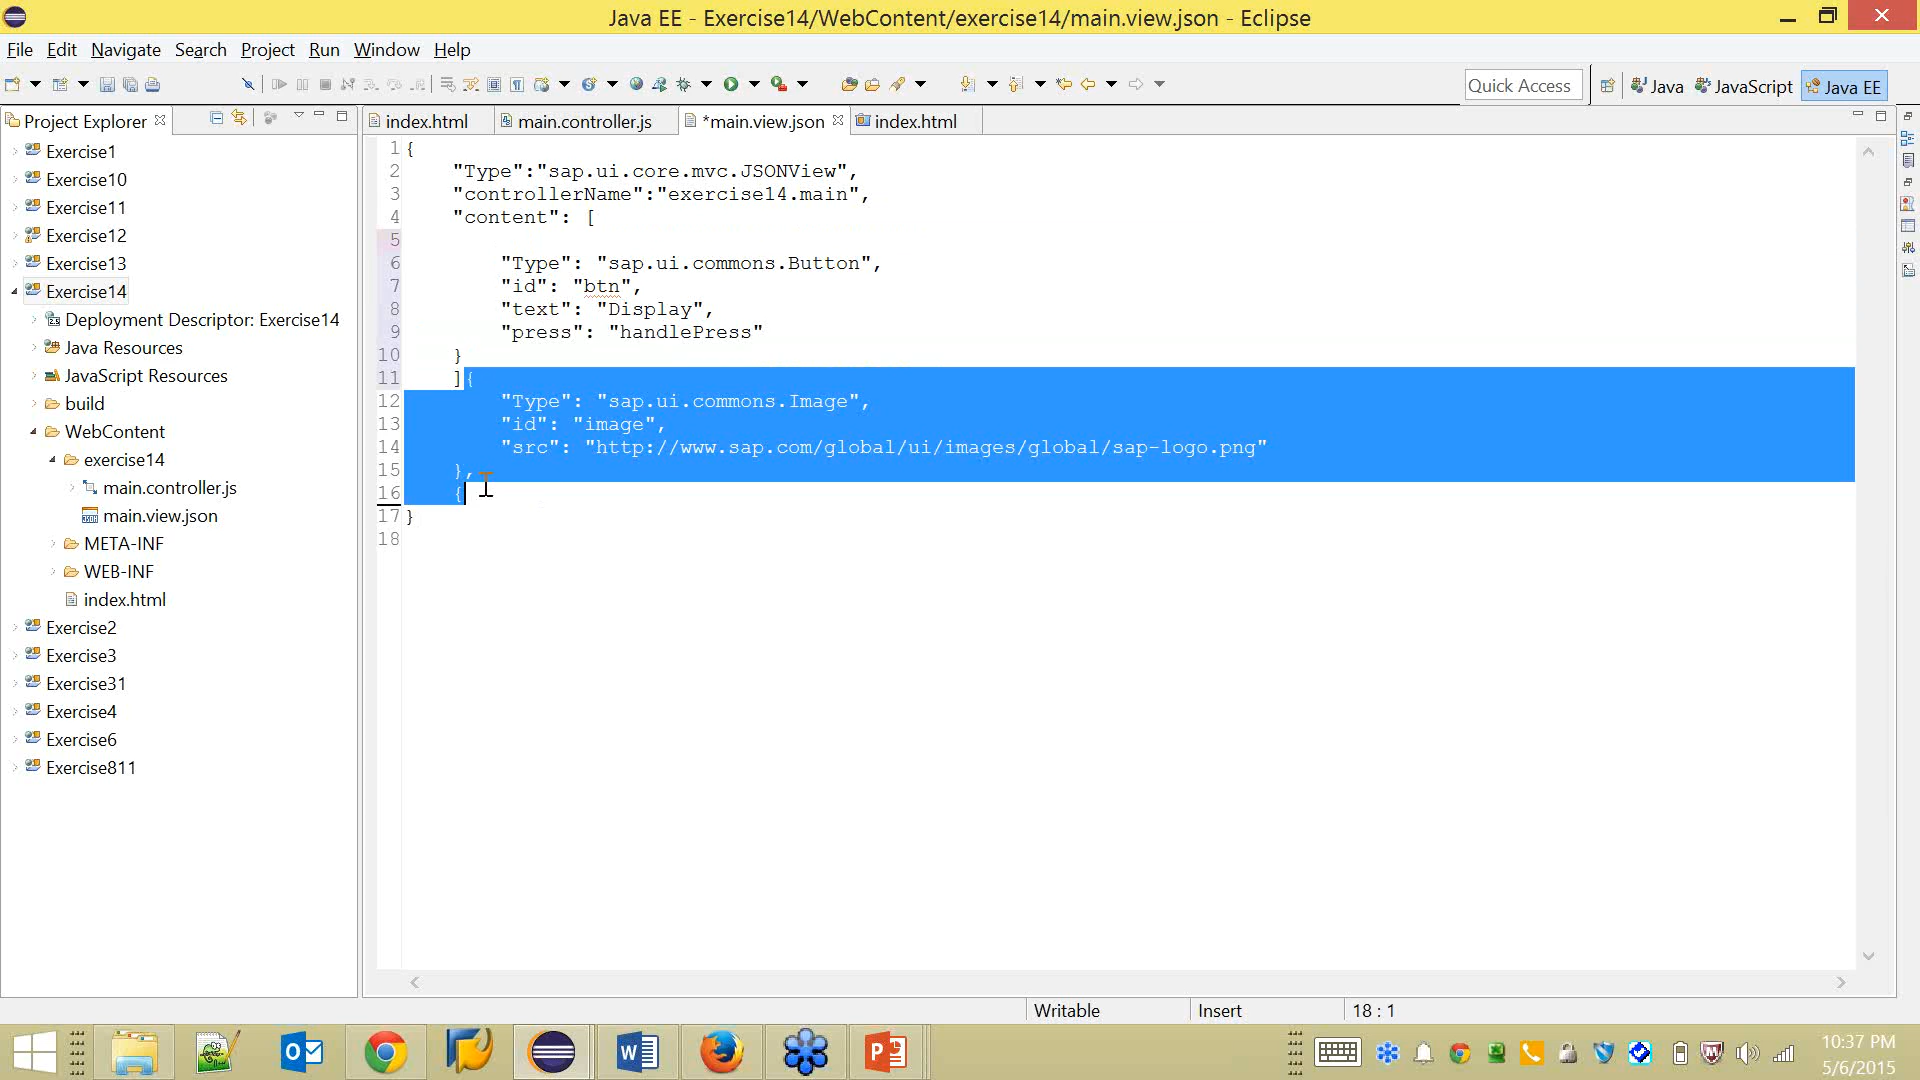 Java EE - Exercise14/WebContent/exercise14/main.view.json - Eclipse
File Edit Navigate Search Project Run Window Help
Quick Access Java JavaScript Java EE
Project Explorer
index.html main.controller.js *main.view.json index.html
Exercise1
Exercise10
Exercise11
Exercise12
Exercise13
Exercise14
Deployment Descriptor: Exercise14
Java Resources
JavaScript Resources
build
WebContent
exercise14
main.controller.js
main.view.json
META-INF
WEB-INF
index.html
Exercise2
Exercise3
Exercise31
Exercise4
Exercise6
Exercise811
1 {
2 "Type":"sap.ui.core.mvc.JSONView",
3 "controllerName":"exercise14.main",
4 "content": [
5
6 "Type": "sap.ui.commons.Button",
7 "id": "btn",
8 "text": "Display",
9 "press": "handlePress"
10 }
11 ]{
12 "Type": "sap.ui.commons.Image",
13 "id": "image",
14 "src": "http://www.sap.com/global/ui/images/global/sap-logo.png"
15 },
16 {
17 }
18
Writable Insert 18 : 1
10:37 PM
5/6/2015